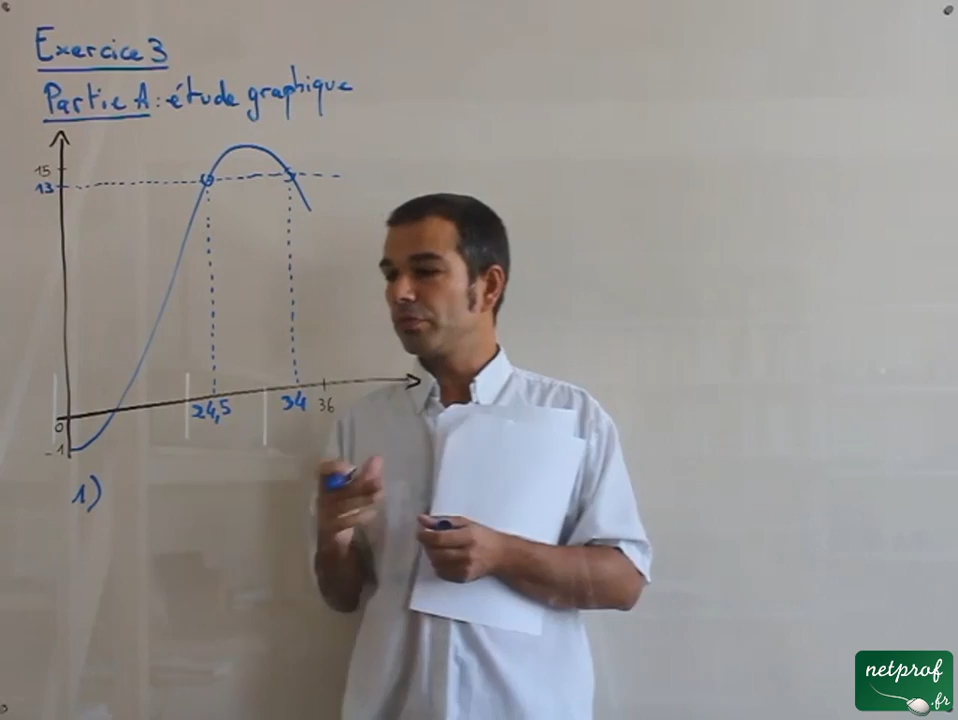 Exercice 3
Partie A : étude graphique
15
13
24,5 34 36
0
-1
1)
netprof
.fr